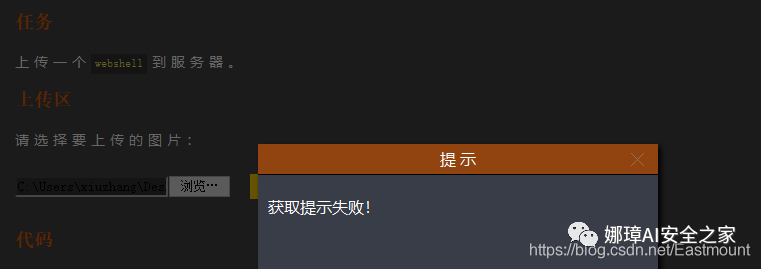 任务
上传一个 webshell 到服务器。
上传区
请选择要上传的图片：
提示
C:\Users\xiuzhang\Des 浏览…
获取提示失败！
代码
娜璋AI安全之家
https://blog.csdn.net/Eastmount